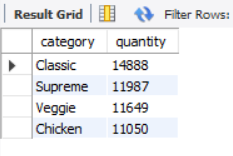 Result Grid Filter Rows:
category quantity
Classic 14888
Supreme 11987
Veggie 11649
Chicken 11050